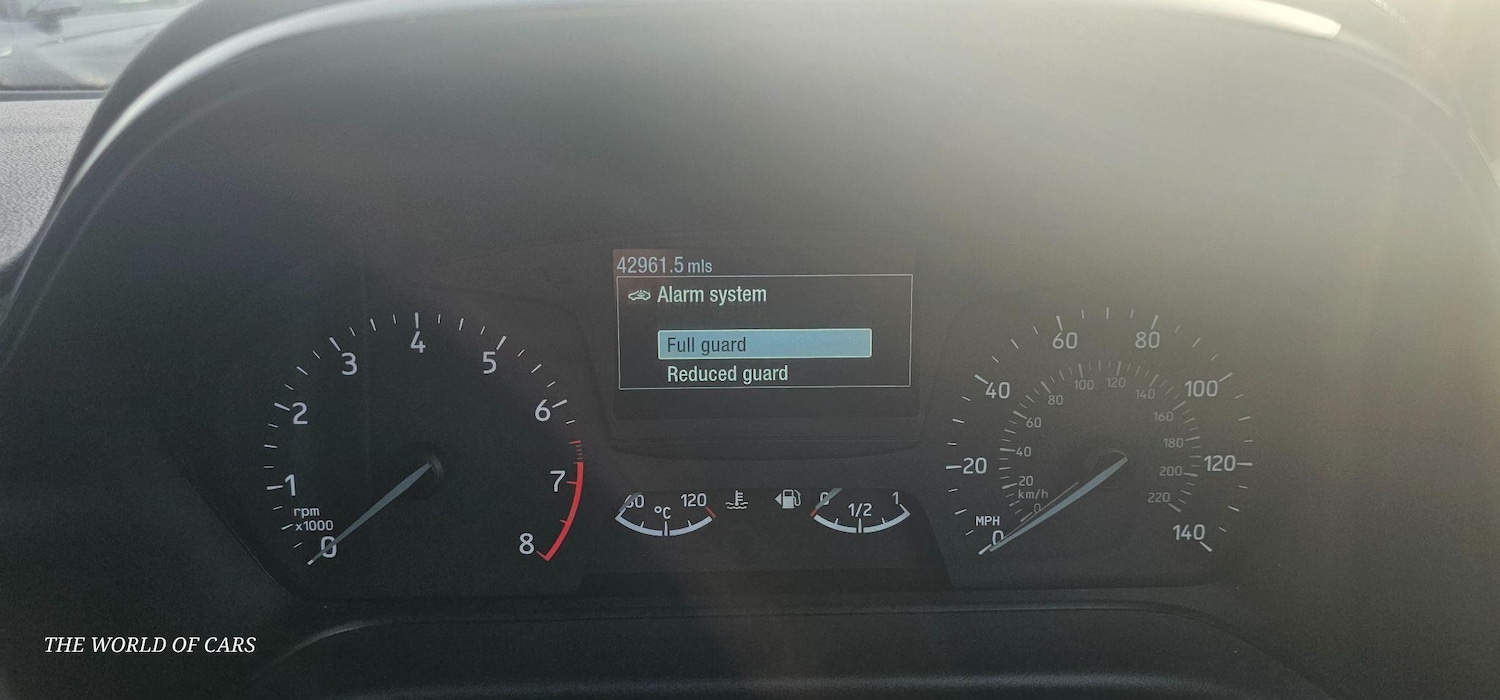 42961.5 mls
Alarm system
Full guard
Reduced guard
0 1 2 3 4 5 6 7 8
rpm
x1000
60 120
°C
0 1/2 1
0 20 40 60 80 100 120 140
MPH
0 20 40 60 80 100 120 140 160 180 200 220
km/h
THE WORLD OF CARS